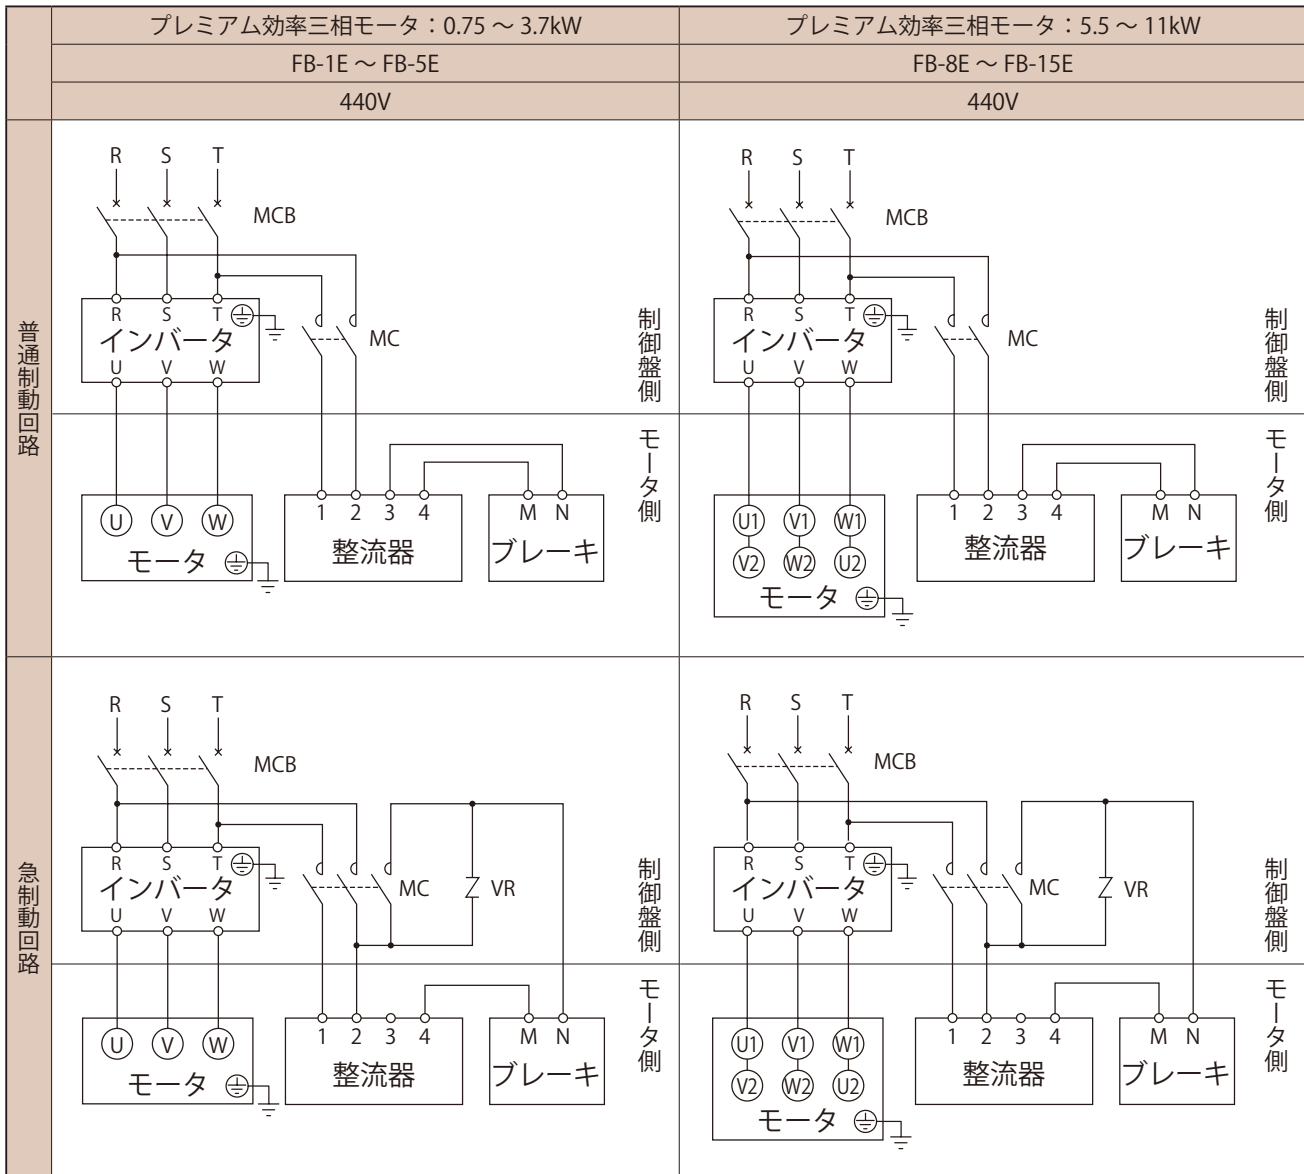 プレミアム効率三相モータ：0.75 ～ 3.7kW
プレミアム効率三相モータ：5.5 ～ 11kW
FB-1E ～ FB-5E
FB-8E ～ FB-15E
440V
440V
普通制動回路
R S T
MCB
R S T
インバータ
U V W
MC
制御盤側
モータ側
1 2 3 4
整流器
M N
ブレーキ
U V W
モータ
R S T
MCB
R S T
インバータ
U V W
MC
制御盤側
モータ側
1 2 3 4
整流器
M N
ブレーキ
U1 V1 W1
V2 W2 U2
モータ
急制動回路
R S T
MCB
R S T
インバータ
U V W
MC
VR
制御盤側
モータ側
1 2 3 4
整流器
M N
ブレーキ
U V W
モータ
R S T
MCB
R S T
インバータ
U V W
MC
VR
制御盤側
モータ側
1 2 3 4
整流器
M N
ブレーキ
U1 V1 W1
V2 W2 U2
モータ